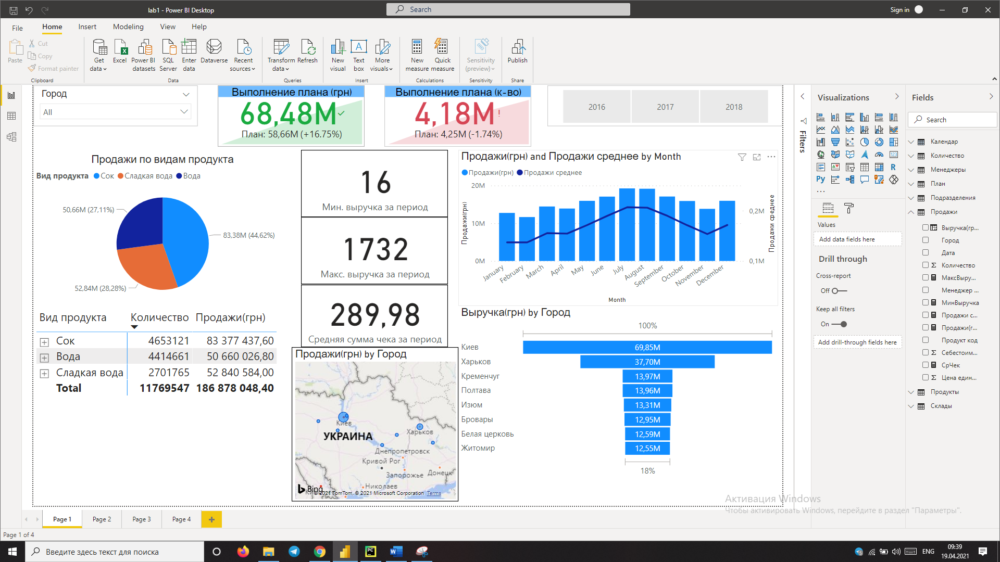 lab1 - Power BI Desktop
Search
Sign in
File
Home
Insert
Modeling
View
Help
Paste
Cut
Copy
Format painter
Clipboard
Get data
Excel
Power BI datasets
SQL Server
Enter data
Dataverse
Recent sources
Data
Transform data
Refresh
Queries
New visual
Text box
More visuals
Insert
New measure
Quick measure
Calculations
Sensitivity (preview)
Sensitivity
Publish
Share
Город
All
Выполнение плана (грн)
68,48M
План: 58,66M (+16.75%)
Выполнение плана (к-во)
4,18M !
План: 4,25M (-1.74%)
2016
2017
2018
Продажи по видам продукта
Вид продукта Сок Сладкая вода Вода
50,66M (27,11%)
83,38M (44,62%)
52,84M (28,28%)
Вид продукта Количество Продажи(грн)
Сок 4653121 83 377 437,60
Вода 4414661 50 660 026,80
Сладкая вода 2701765 52 840 584,00
Total 11769547 186 878 048,40
16
Мин. выручка за период
1732
Макс. выручка за период
289,98
Средняя сумма чека за период
Продажи(грн) by Город
Киев
Харьков
УКРАИНА
Днепропетровск
Кривой Рог
Запорожье
Донецк
Николаев
Bing
© 2021 TomTom, © 2021 Microsoft Corporation Terms
Продажи(грн) and Продажи среднее by Month
Продажи(грн) Продажи среднее
20M
10M
0M
Продажи(грн)
0,2M
0,1M
Продажи среднее
January
February
March
April
May
June
July
August
September
October
November
December
Month
Выручка(грн) by Город
100%
Киев 69,85M
Харьков 37,70M
Кременчуг 13,97M
Полтава 13,96M
Изюм 13,31M
Бровары 12,95M
Белая церковь 12,59M
Житомир 12,55M
18%
Filters
Visualizations
123
R
Py
Values
Add data fields here
Drill through
Cross-report
Off
Keep all filters
On
Add drill-through fields here
Fields
Search
Календар
Количество
Менеджеры
План
Подразделения
Продажи
Выручка(гр...
Город
Дата
Σ Количество
МаксВыру...
Менеджер ...
МинВыручка
Продажи с...
Продажи(г...
Продукт код
Σ Себестоим...
СрЧек
Σ Цена един...
Продукты
Склады
Активация Windows
Чтобы активировать Windows, перейдите в раздел "Параметры".
Page 1
Page 2
Page 3
Page 4
+
Page 1 of 4
Введите здесь текст для поиска
ENG
09:39
19.04.2021